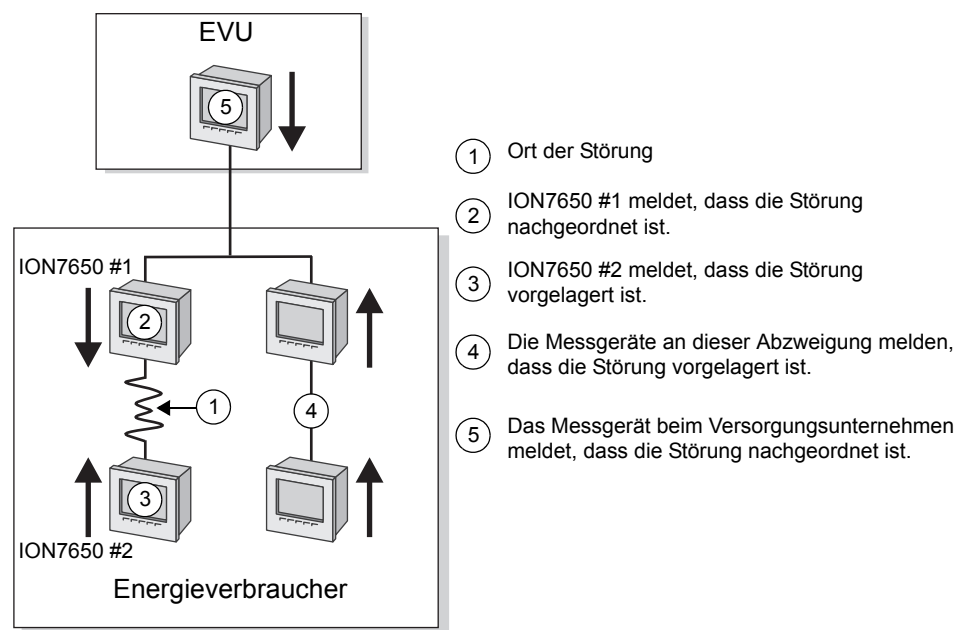 EVU
5
ION7650 #1
2
1
4
3
ION7650 #2
Energieverbraucher
1 Ort der Störung
2 ION7650 #1 meldet, dass die Störung
nachgeordnet ist.
3 ION7650 #2 meldet, dass die Störung
vorgelagert ist.
4 Die Messgeräte an dieser Abzweigung melden,
dass die Störung vorgelagert ist.
5 Das Messgerät beim Versorgungsunternehmen
meldet, dass die Störung nachgeordnet ist.